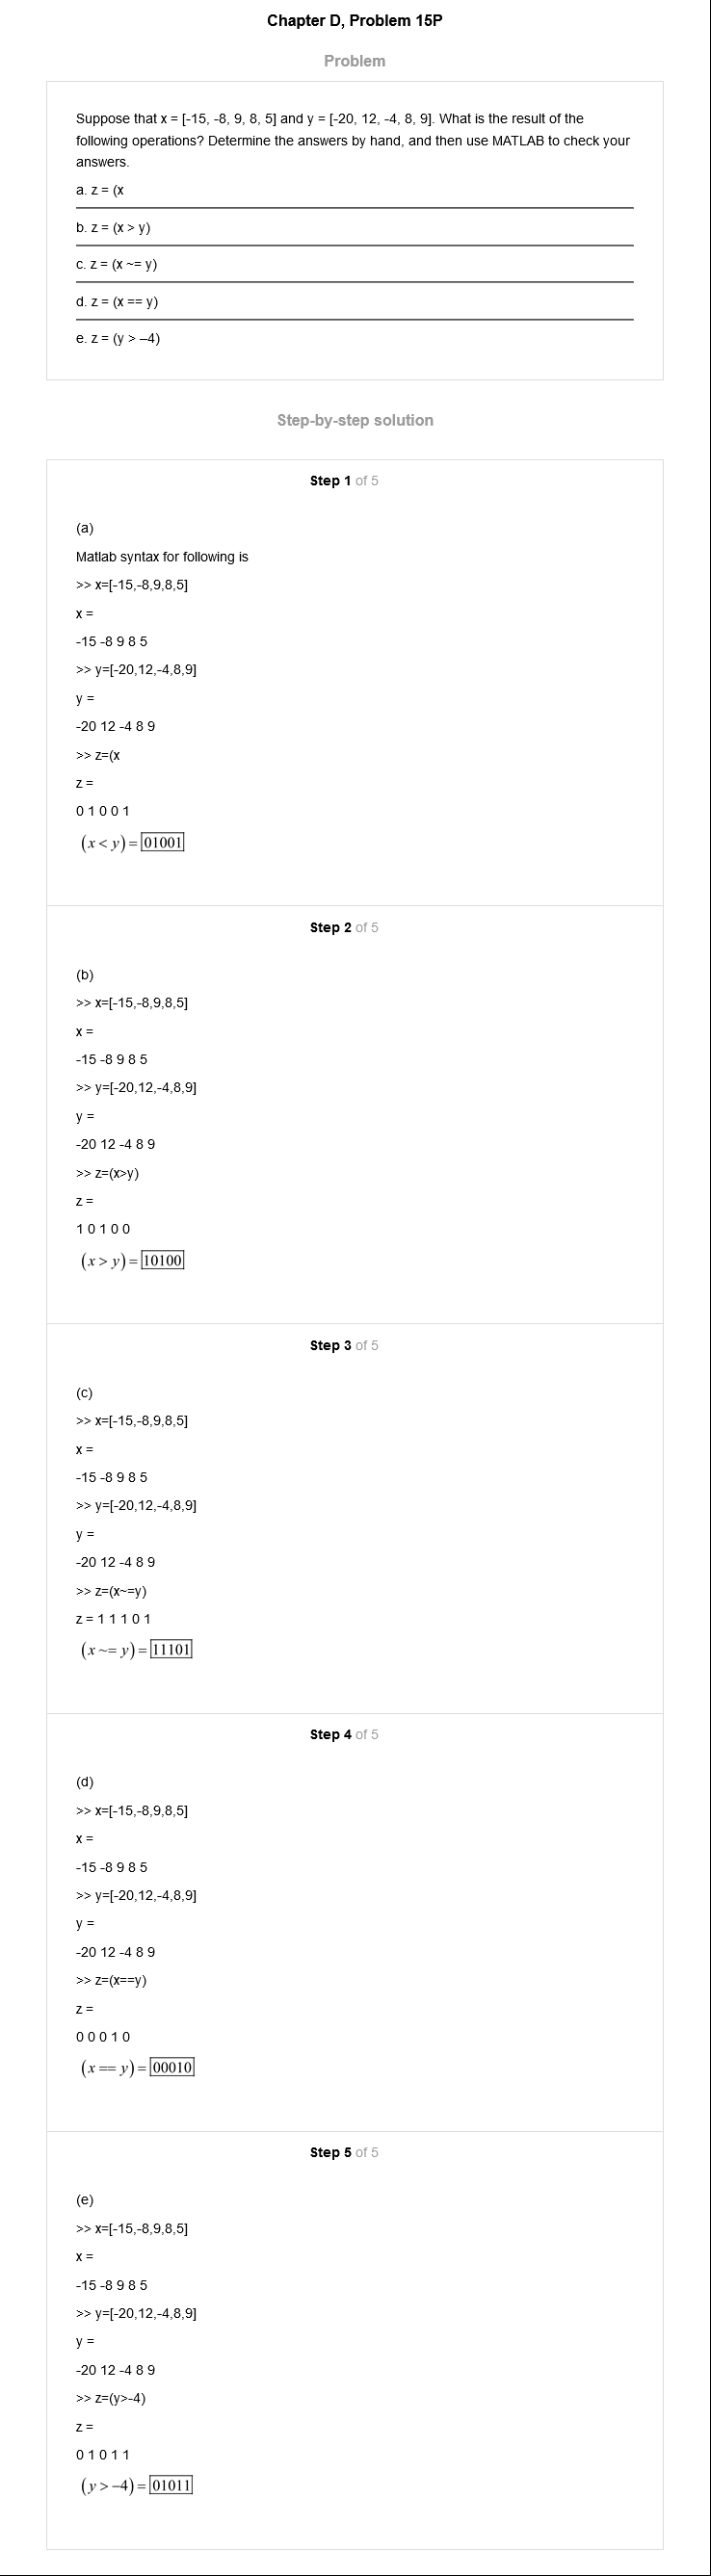 Chapter D, Problem 15P
Problem
Suppose that x = [-15, -8, 9, 8, 5] and y = [-20, 12, -4, 8, 9]. What is the result of the
following operations? Determine the answers by hand, and then use MATLAB to check your
answers.
a. z = (x
b. z = (x > y)
c. z = (x ~= y)
d. z = (x == y)
e. z = (y > –4)
Step-by-step solution
Step 1 of 5
(a)
Matlab syntax for following is
>> x=[-15,-8,9,8,5]
x =
-15 -8 9 8 5
>> y=[-20,12,-4,8,9]
y =
-20 12 -4 8 9
>> z=(x
z =
0 1 0 0 1
(x < y) = 01001
Step 2 of 5
(b)
>> x=[-15,-8,9,8,5]
x =
-15 -8 9 8 5
>> y=[-20,12,-4,8,9]
y =
-20 12 -4 8 9
>> z=(x>y)
z =
1 0 1 0 0
(x > y) = 10100
Step 3 of 5
(c)
>> x=[-15,-8,9,8,5]
x =
-15 -8 9 8 5
>> y=[-20,12,-4,8,9]
y =
-20 12 -4 8 9
>> z=(x~=y)
z = 1 1 1 0 1
(x ~= y) = 11101
Step 4 of 5
(d)
>> x=[-15,-8,9,8,5]
x =
-15 -8 9 8 5
>> y=[-20,12,-4,8,9]
y =
-20 12 -4 8 9
>> z=(x==y)
z =
0 0 0 1 0
(x == y) = 00010
Step 5 of 5
(e)
>> x=[-15,-8,9,8,5]
x =
-15 -8 9 8 5
>> y=[-20,12,-4,8,9]
y =
-20 12 -4 8 9
>> z=(y>-4)
z =
0 1 0 1 1
(y > −4) = 01011